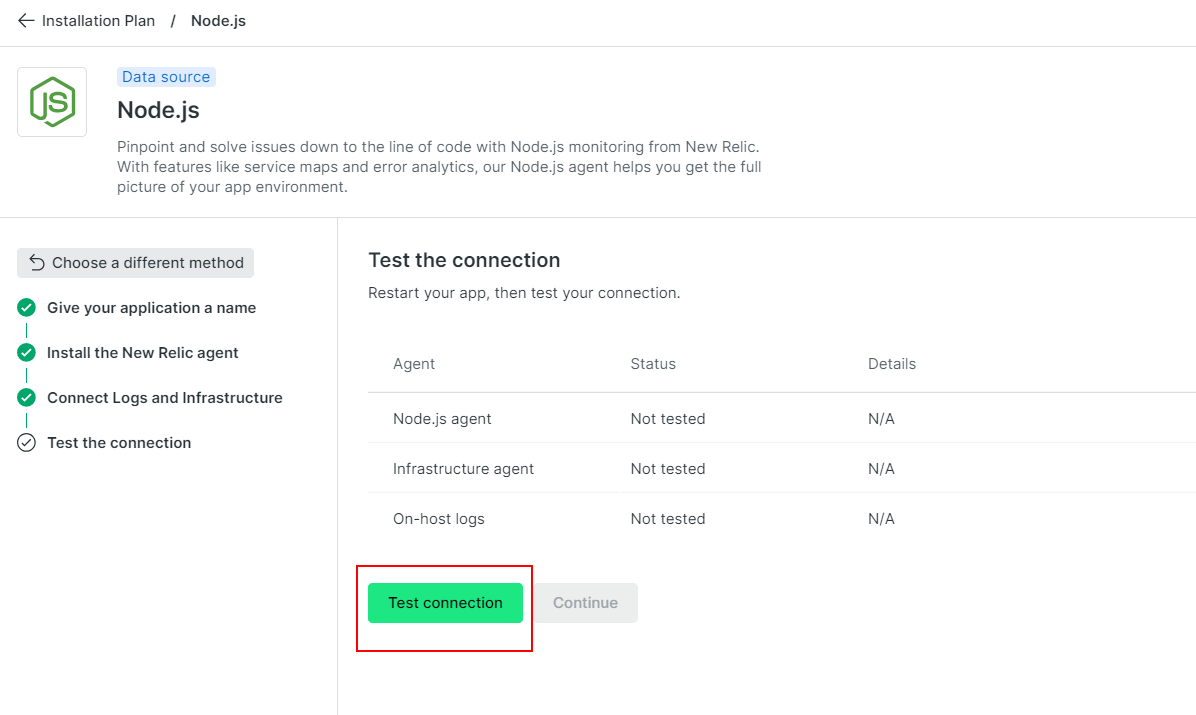 Installation Plan / Node.js
JS
Data source
Node.js
Pinpoint and solve issues down to the line of code with Node.js monitoring from New Relic.
With features like service maps and error analytics, our Node.js agent helps you get the full
picture of your app environment.
Choose a different method
Give your application a name
Install the New Relic agent
Connect Logs and Infrastructure
Test the connection
Test the connection
Restart your app, then test your connection.
Agent Status Details
Node.js agent Not tested N/A
Infrastructure agent Not tested N/A
On-host logs Not tested N/A
Test connection Continue